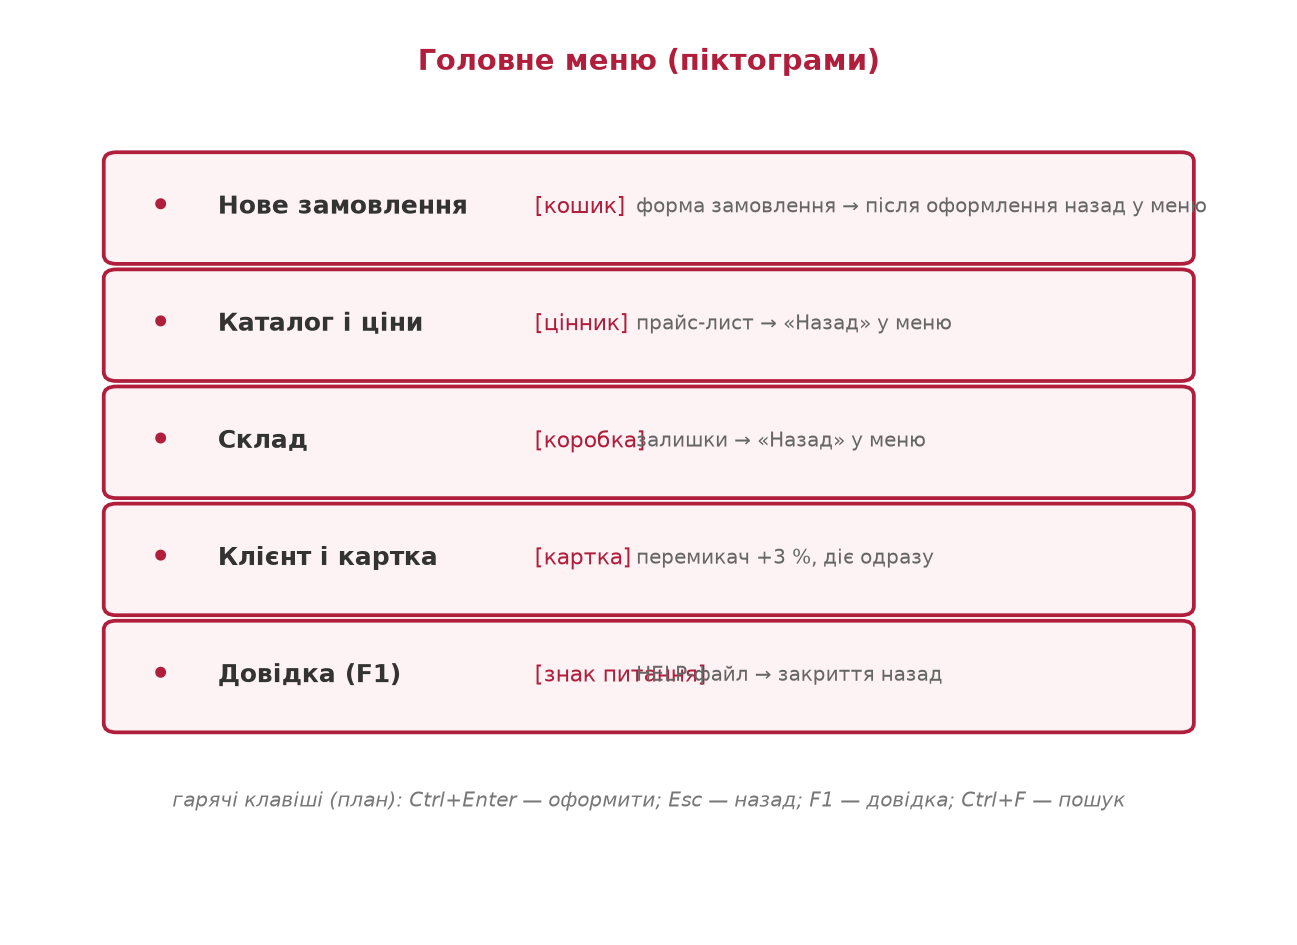 Головне меню (піктограми)
• Нове замовлення [кошик] форма замовлення → після оформлення назад у меню
• Каталог і ціни [цінник] прайс-лист → «Назад» у меню
• Склад [коробка] залишки → «Назад» у меню
• Клієнт і картка [картка] перемикач +3 %, діє одразу
• Довідка (F1) [знак питання] HELP-файл → закриття назад
гарячі клавіші (план): Ctrl+Enter — оформити; Esc — назад; F1 — довідка; Ctrl+F — пошук